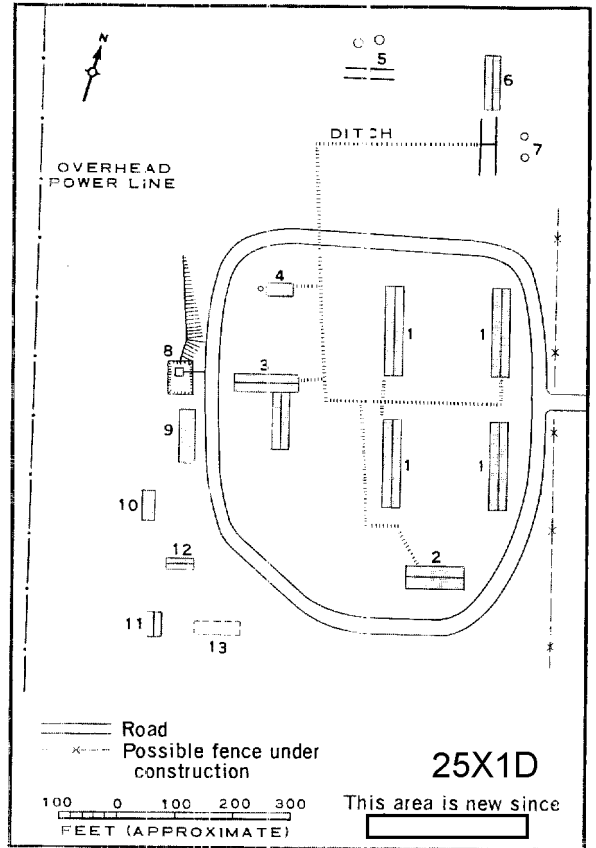 N
5
6
DITCH
7
OVERHEAD
POWER LINE
4
1
1
8
3
9
1
1
10
12
2
11
13
Road
Possible fence under
construction
25X1D
100 0 100 200 300
FEET (APPROXIMATE)
This area is new since